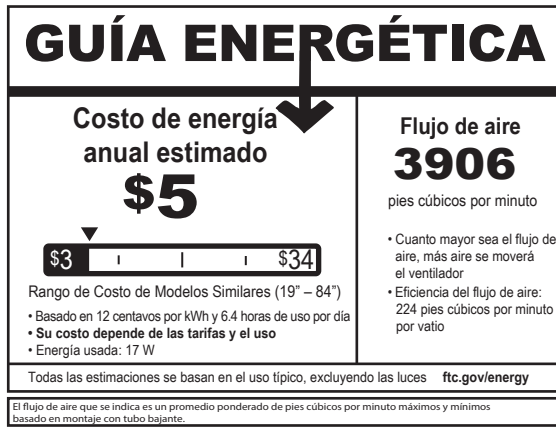 GUÍA ENERGÉTICA
Costo de energía
anual estimado
$5
$3 $34
Rango de Costo de Modelos Similares (19” – 84”)
• Basado en 12 centavos por kWh y 6.4 horas de uso por día
• Su costo depende de las tarifas y el uso
• Energía usada: 17 W
Flujo de aire
3906
pies cúbicos por minuto
• Cuanto mayor sea el flujo de
aire, más aire se moverá
el ventilador
• Eficiencia del flujo de aire:
224 pies cúbicos por minuto
por vatio
Todas las estimaciones se basan en el uso típico, excluyendo las luces ftc.gov/energy
El flujo de aire que se indica es un promedio ponderado de pies cúbicos por minuto máximos y mínimos
basado en montaje con tubo bajante.